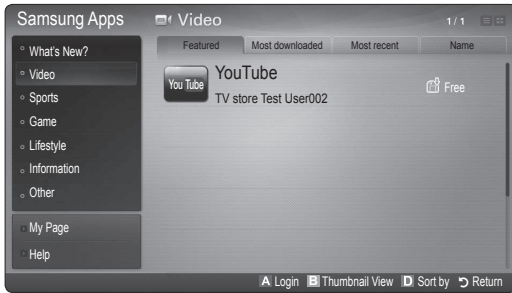 Samsung Apps
Video
1/1
What's New?
Video
Sports
Game
Lifestyle
Information
Other
My Page
Help
Featured
Most downloaded
Most recent
Name
You Tube
YouTube
TV store Test User002
Free
A Login B Thumbnail View D Sort by Return